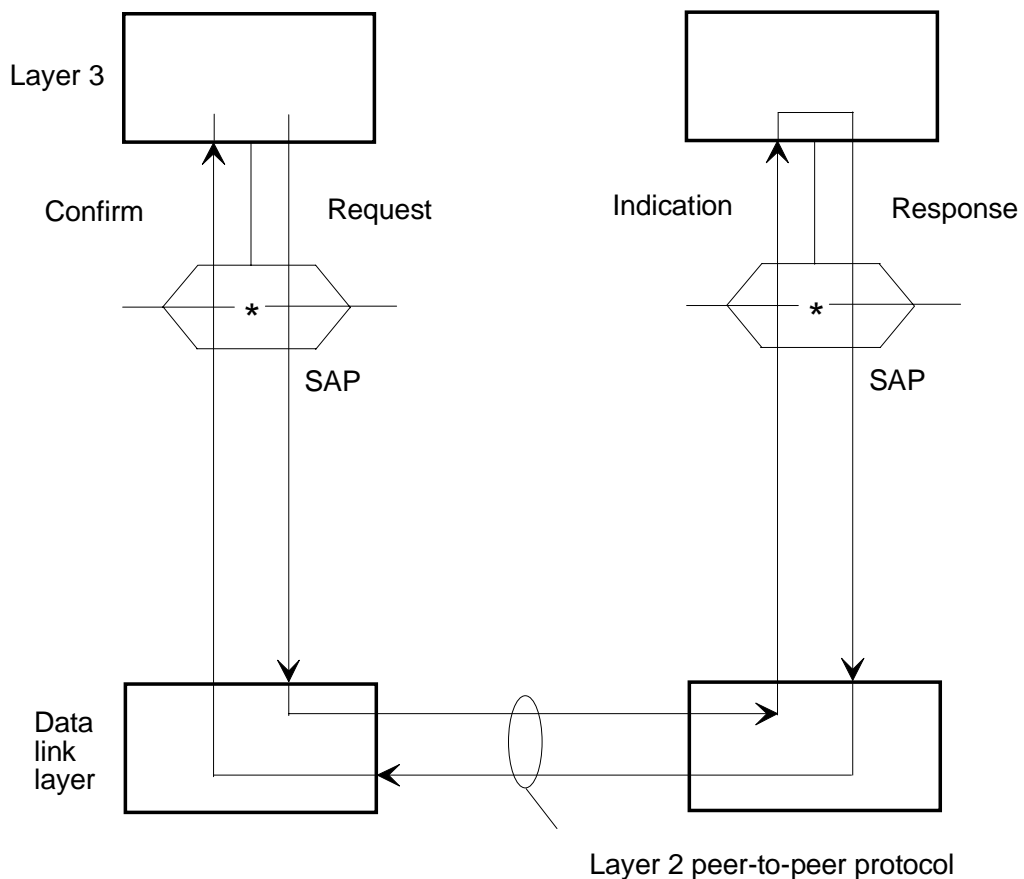 Layer 3
Confirm
Request
Indication
Response
*
*
SAP
SAP
Data
link
layer
Layer 2 peer-to-peer protocol